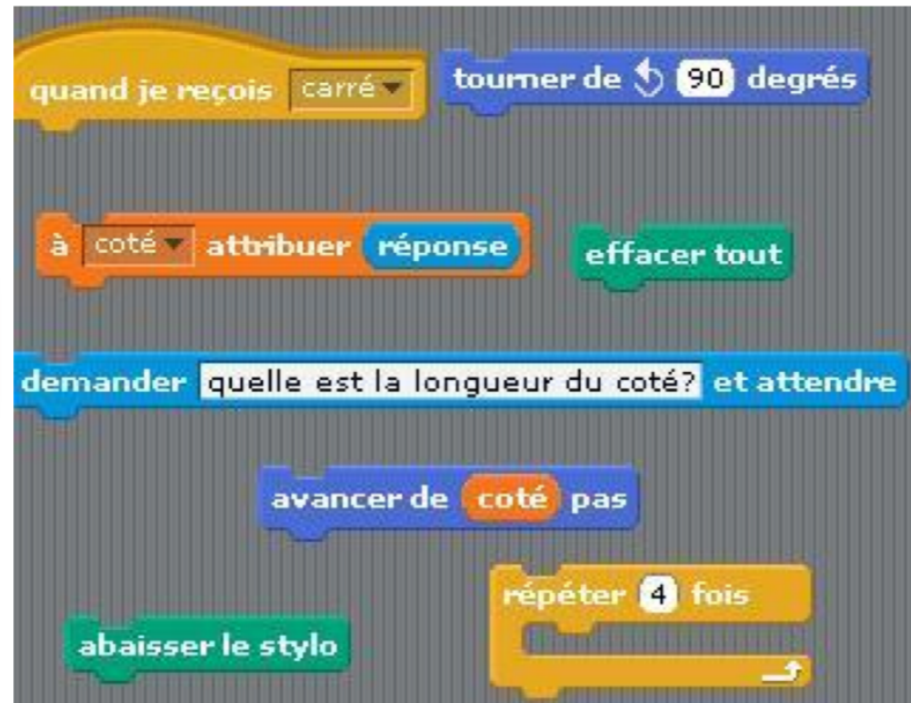 quand je reçois carré
tourner de 90 degrés
à coté attribuer réponse
effacer tout
demander quelle est la longueur du coté? et attendre
avancer de coté pas
répéter 4 fois
abaisser le stylo